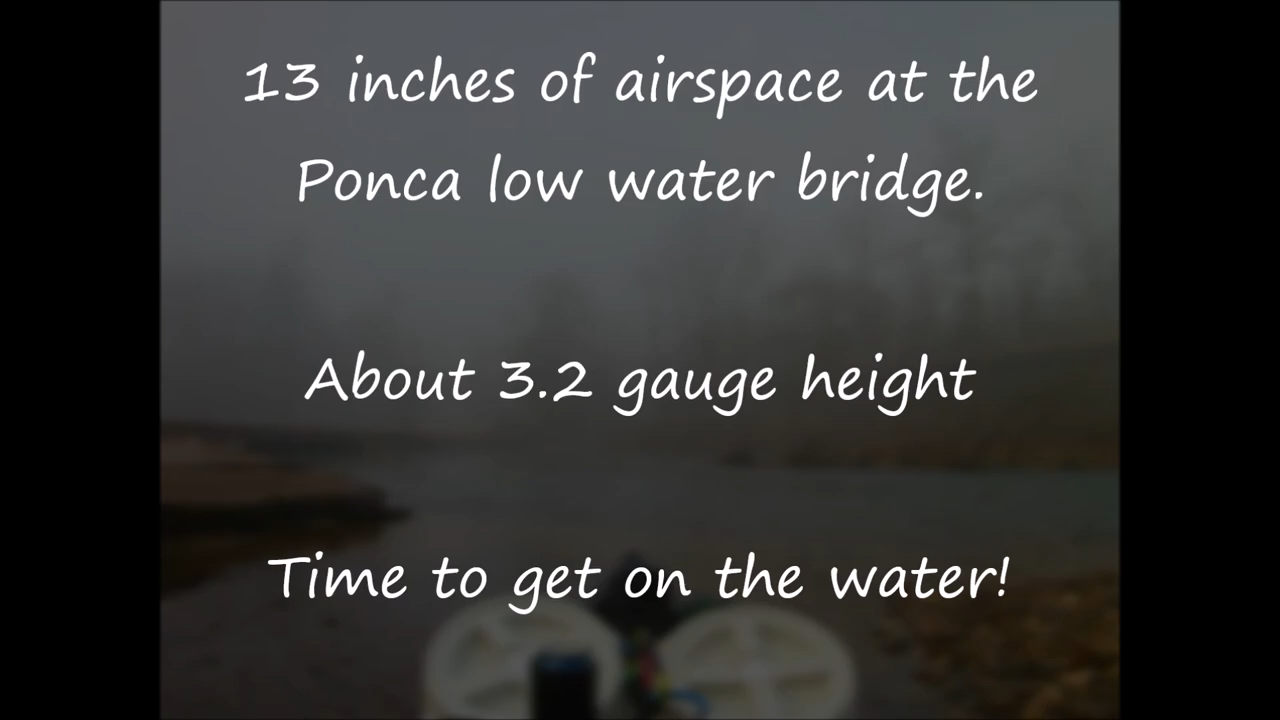 13 inches of airspace at the
Ponca low water bridge.
About 3.2 gauge height
Time to get on the water!